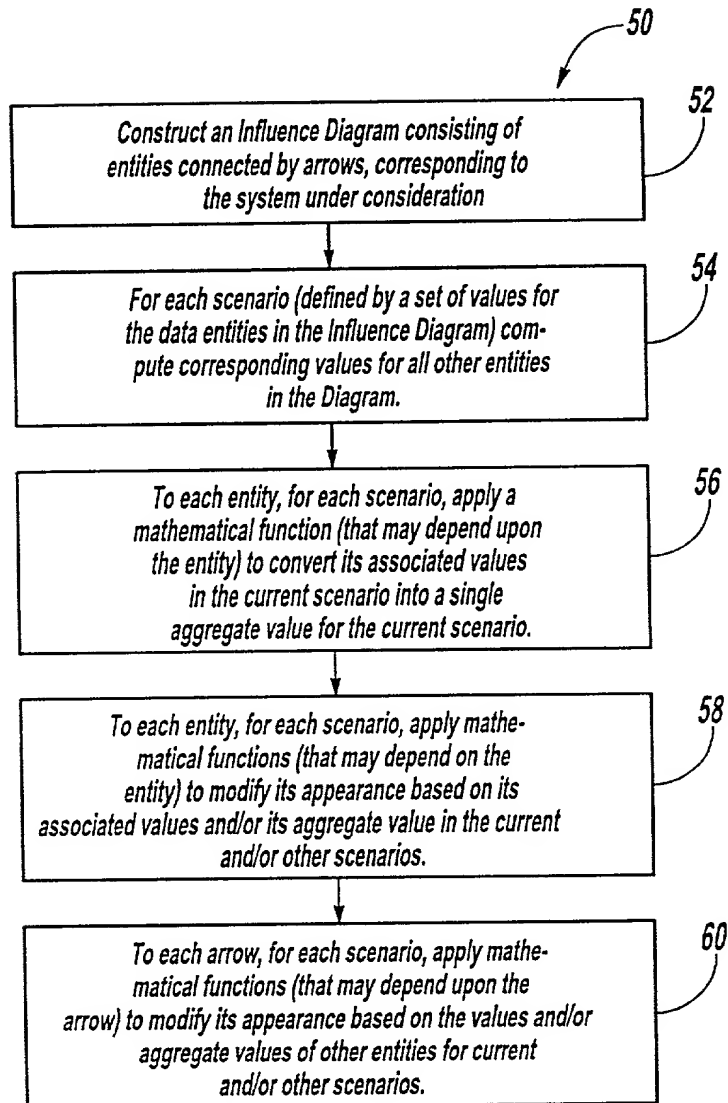 50
52
Construct an Influence Diagram consisting of
entities connected by arrows, corresponding to
the system under consideration
54
For each scenario (defined by a set of values for
the data entities in the Influence Diagram) com-
pute corresponding values for all other entities
in the Diagram.
56
To each entity, for each scenario, apply a
mathematical function (that may depend upon
the entity) to convert its associated values
in the current scenario into a single
aggregate value for the current scenario.
58
To each entity, for each scenario, apply mathe-
matical functions (that may depend on the
entity) to modify its appearance based on its
associated values and/or its aggregate value in the current
and/or other scenarios.
60
To each arrow, for each scenario, apply mathe-
matical functions (that may depend upon the
arrow) to modify its appearance based on the values and/or
aggregate values of other entities for current
and/or other scenarios.